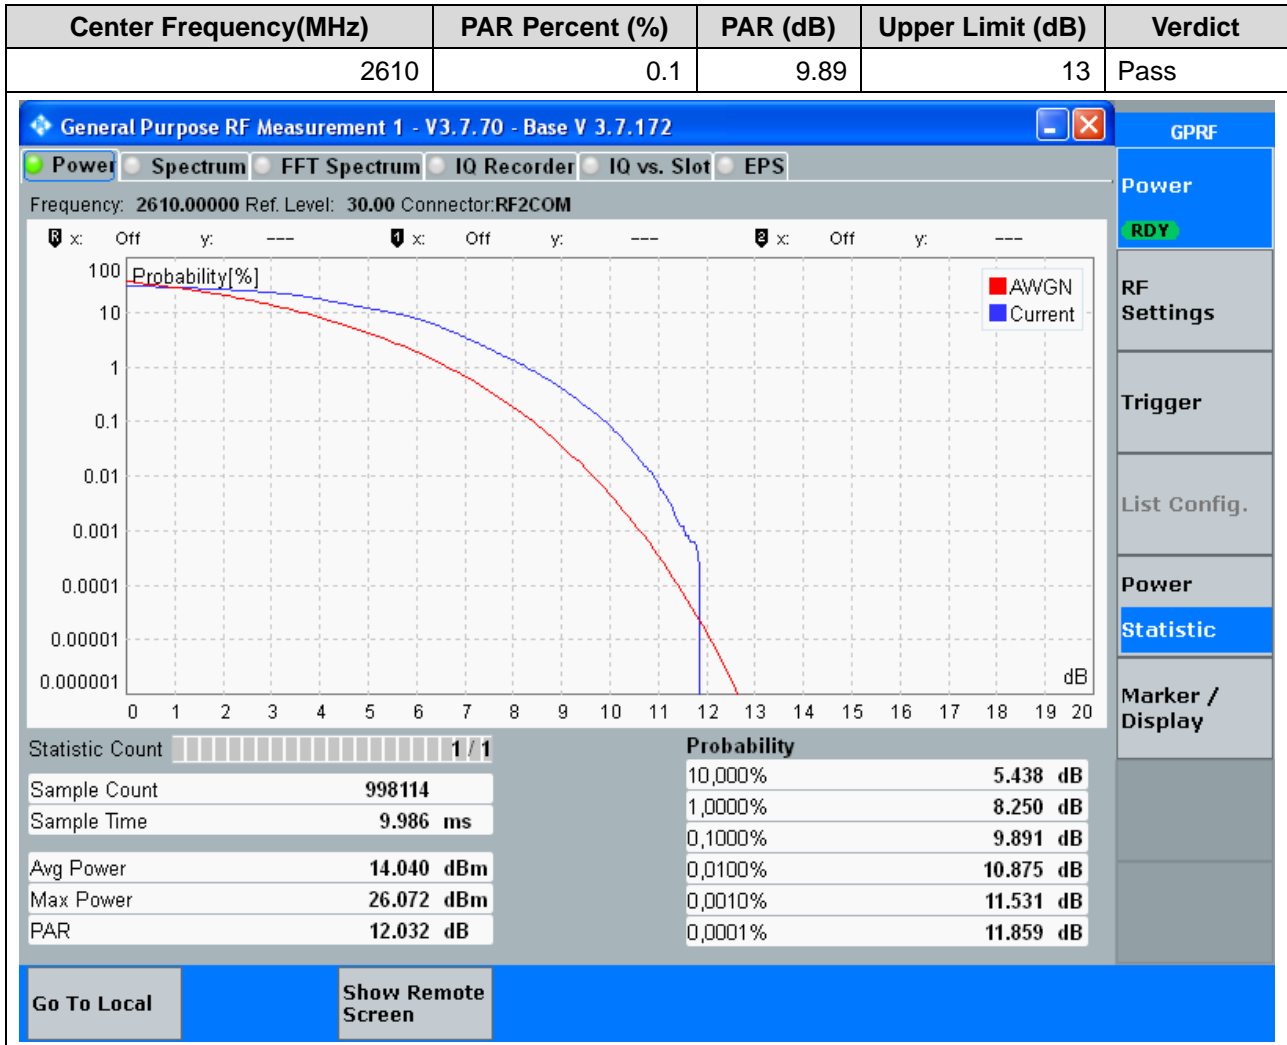 Center Frequency(MHz) PAR Percent (%) PAR (dB) Upper Limit (dB) Verdict
2610 0.1 9.89 13 Pass
General Purpose RF Measurement 1 - V3.7.70 - Base V 3.7.172
GPRF
Power Spectrum FFT Spectrum IQ Recorder IQ vs. Slot EPS
Frequency: 2610.00000 Ref. Level: 30.00 Connector:RF2COM
R x: Off y: --- 1 x: Off y: --- 2 x: Off y: ---
Power
RDY
RF
Settings
Trigger
List Config.
Power
Statistic
Marker /
Display
Probability[%]
AWGN
Current
100
10
1
0.1
0.01
0.001
0.0001
0.00001
0.000001
dB
0 1 2 3 4 5 6 7 8 9 10 11 12 13 14 15 16 17 18 19 20
Statistic Count 1 / 1
Sample Count 998114
Sample Time 9.986 ms
Avg Power 14.040 dBm
Max Power 26.072 dBm
PAR 12.032 dB
Probability
10,000% 5.438 dB
1,0000% 8.250 dB
0,1000% 9.891 dB
0,0100% 10.875 dB
0,0010% 11.531 dB
0,0001% 11.859 dB
Go To Local
Show Remote
Screen